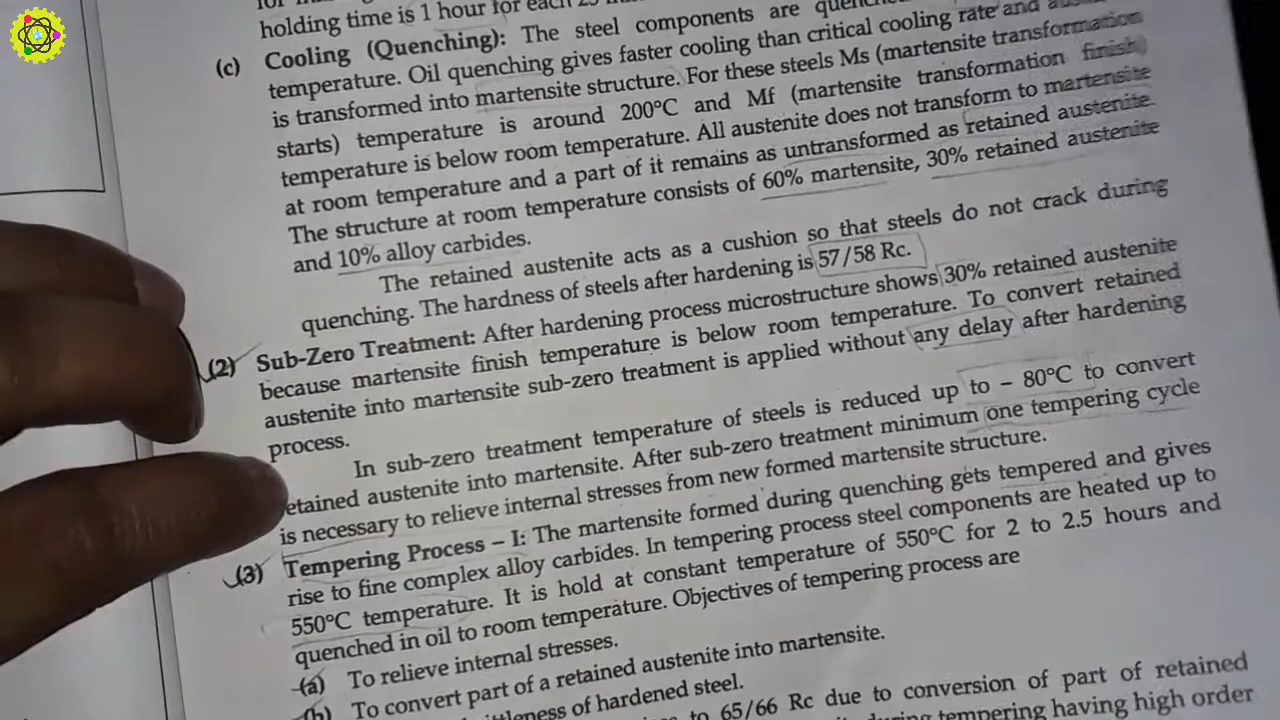 holding time is 1 hour for each
(c) Cooling (Quenching): The steel components are
temperature. Oil quenching gives faster cooling than critical cooling rate and
is transformed into martensite structure. For these steels Ms (martensite transformation
starts) temperature is around 200°C and Mf (martensite transformation finish)
temperature is below room temperature. All austenite does not transform to martensite
at room temperature and a part of it remains as untransformed as retained austenite.
The structure at room temperature consists of 60% martensite, 30% retained austenite
and 10% alloy carbides.
The retained austenite acts as a cushion so that steels do not crack during
quenching. The hardness of steels after hardening is 57/58 Rc.
(2) Sub-Zero Treatment: After hardening process microstructure shows 30% retained austenite
because martensite finish temperature is below room temperature. To convert retained
austenite into martensite sub-zero treatment is applied without any delay after hardening
process.
In sub-zero treatment temperature of steels is reduced up to – 80°C to convert
etained austenite into martensite. After sub-zero treatment minimum one tempering cycle
is necessary to relieve internal stresses from new formed martensite structure.
(3) Tempering Process – I: The martensite formed during quenching gets tempered and gives
rise to fine complex alloy carbides. In tempering process steel components are heated up to
550°C temperature. It is hold at constant temperature of 550°C for 2 to 2.5 hours and
quenched in oil to room temperature. Objectives of tempering process are
(a) To relieve internal stresses.
(b) To convert part of a retained austenite into martensite.
of hardened steel.
to 65/66 Rc due to conversion of part of retained
tempering having high order